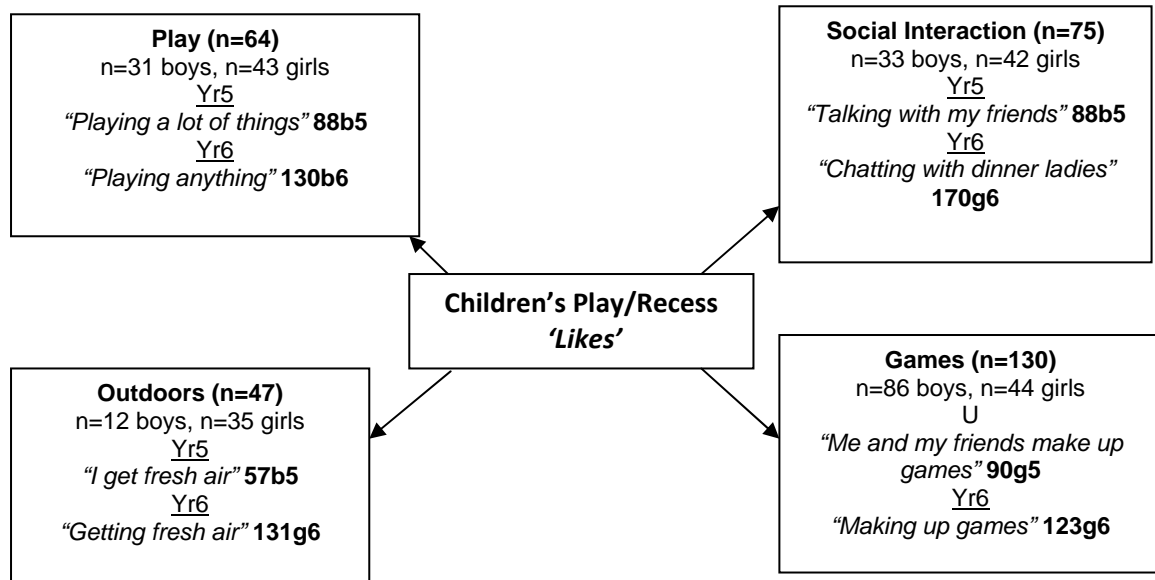 Play (n=64)
n=31 boys, n=43 girls
Yr5
“Playing a lot of things” 88b5
Yr6
“Playing anything” 130b6
Social Interaction (n=75)
n=33 boys, n=42 girls
Yr5
“Talking with my friends” 88b5
Yr6
“Chatting with dinner ladies”
170g6
Children’s Play/Recess
‘Likes’
Outdoors (n=47)
n=12 boys, n=35 girls
Yr5
“I get fresh air” 57b5
Yr6
“Getting fresh air” 131g6
Games (n=130)
n=86 boys, n=44 girls
U
“Me and my friends make up
games” 90g5
Yr6
“Making up games” 123g6